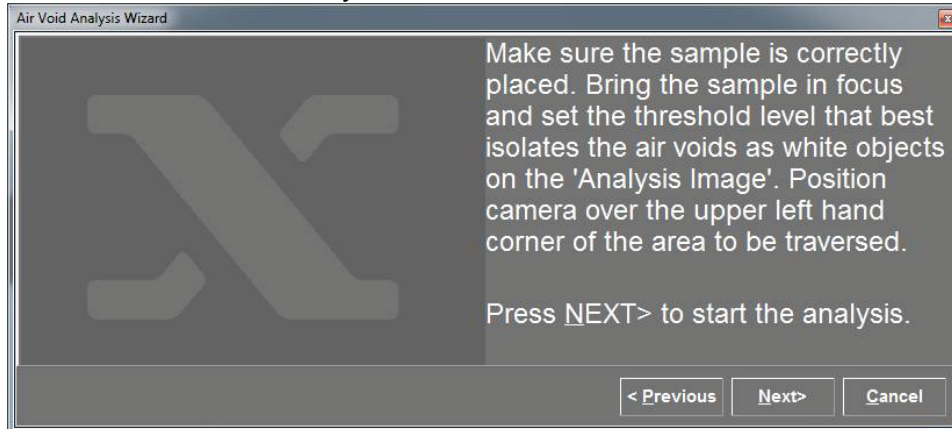 Air Void Analysis Wizard
Make sure the sample is correctly
placed. Bring the sample in focus
and set the threshold level that best
isolates the air voids as white objects
on the 'Analysis Image'. Position
camera over the upper left hand
corner of the area to be traversed.
Press NEXT> to start the analysis.
< Previous
Next>
Cancel